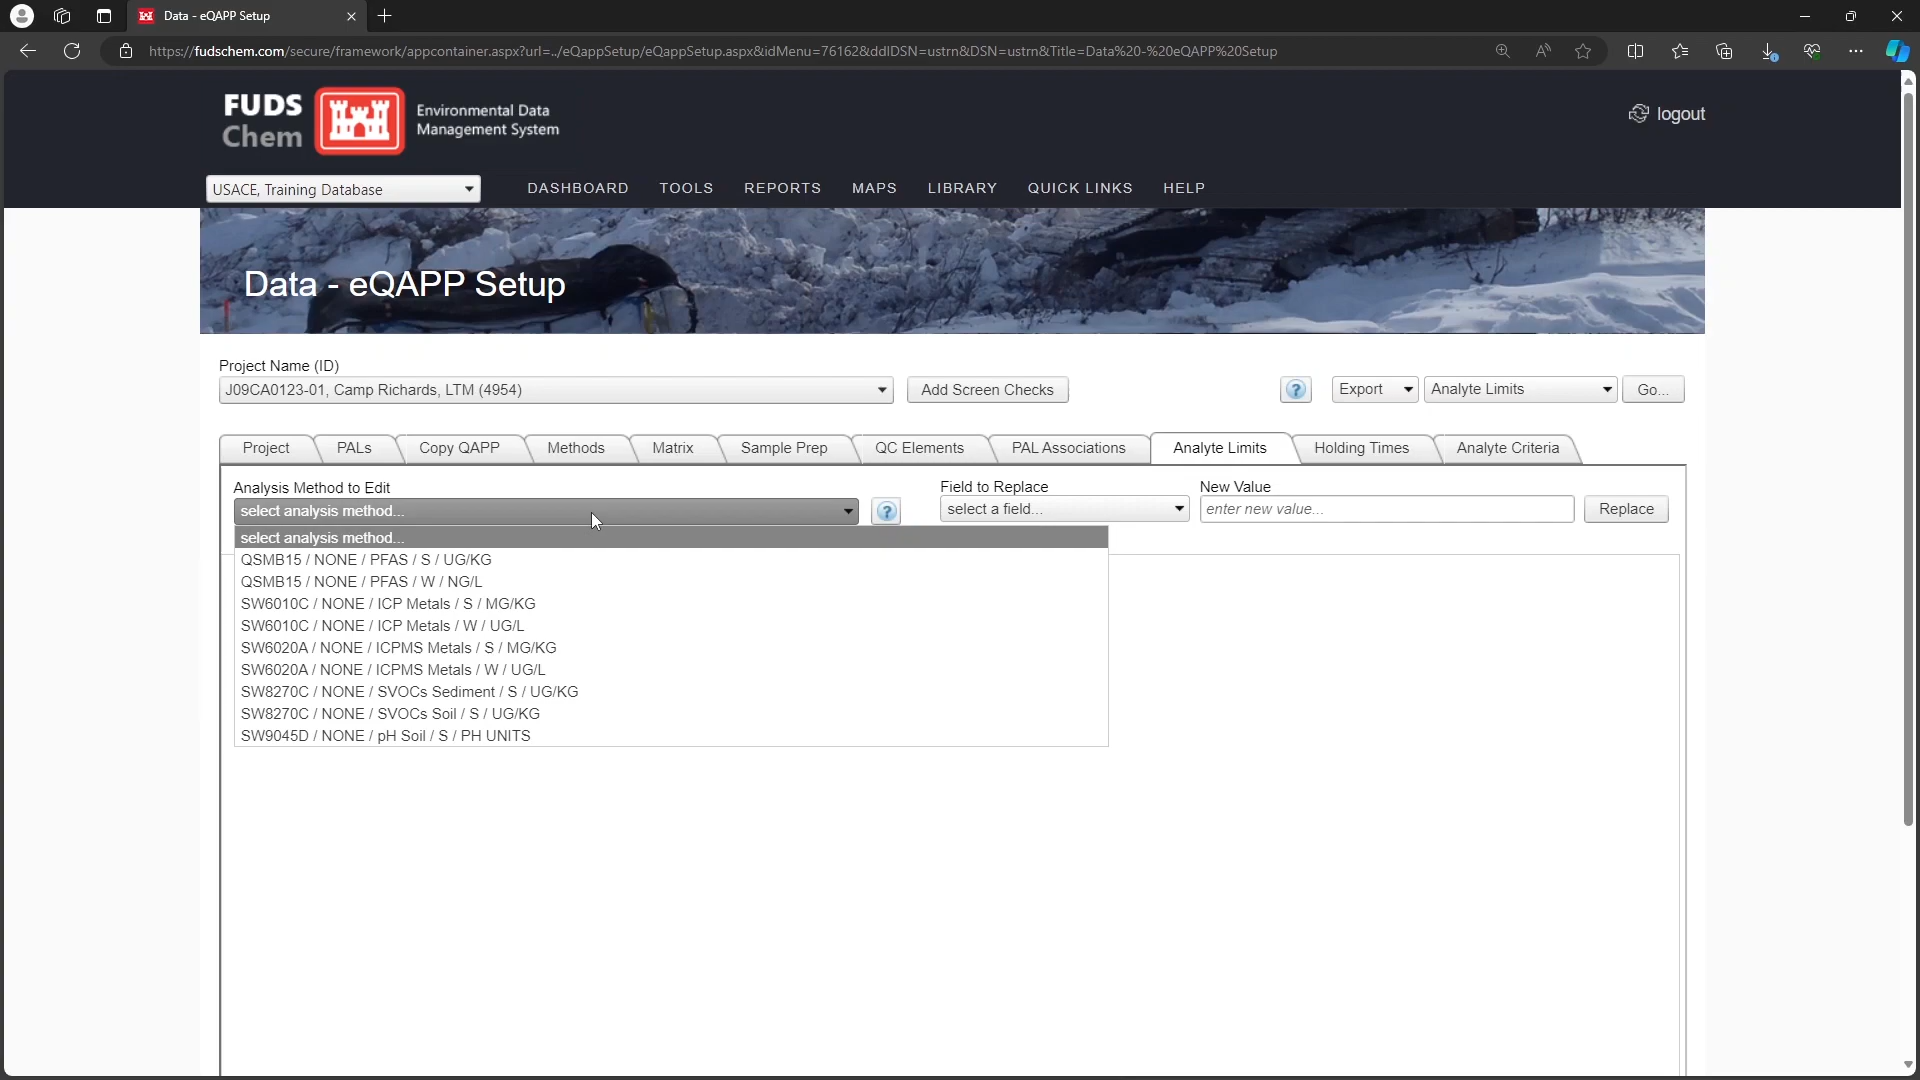 Data - eQAPP Setup
https://fudschem.com/secure/framework/appcontainer.aspx?url=../eQappSetup/eQappSetup.aspx&idMenu=76162&ddlDSN=ustrn&DSN=ustrn&Title=Data%20-%20eQAPP%20Setup
FUDS
Chem
Environmental Data
Management System
logout
USACE, Training Database
DASHBOARD TOOLS REPORTS MAPS LIBRARY QUICK LINKS HELP
Data - eQAPP Setup
Project Name (ID)
J09CA0123-01, Camp Richards, LTM (4954) Add Screen Checks ? Export Analyte Limits Go...
Project PALs Copy QAPP Methods Matrix Sample Prep QC Elements PAL Associations Analyte Limits Holding Times Analyte Criteria
Analysis Method to Edit Field to Replace New Value
select analysis method... ? select a field... enter new value... Replace
select analysis method...
QSMB15 / NONE / PFAS / S / UG/KG
QSMB15 / NONE / PFAS / W / NG/L
SW6010C / NONE / ICP Metals / S / MG/KG
SW6010C / NONE / ICP Metals / W / UG/L
SW6020A / NONE / ICPMS Metals / S / MG/KG
SW6020A / NONE / ICPMS Metals / W / UG/L
SW8270C / NONE / SVOCs Sediment / S / UG/KG
SW8270C / NONE / SVOCs Soil / S / UG/KG
SW9045D / NONE / pH Soil / S / PH UNITS